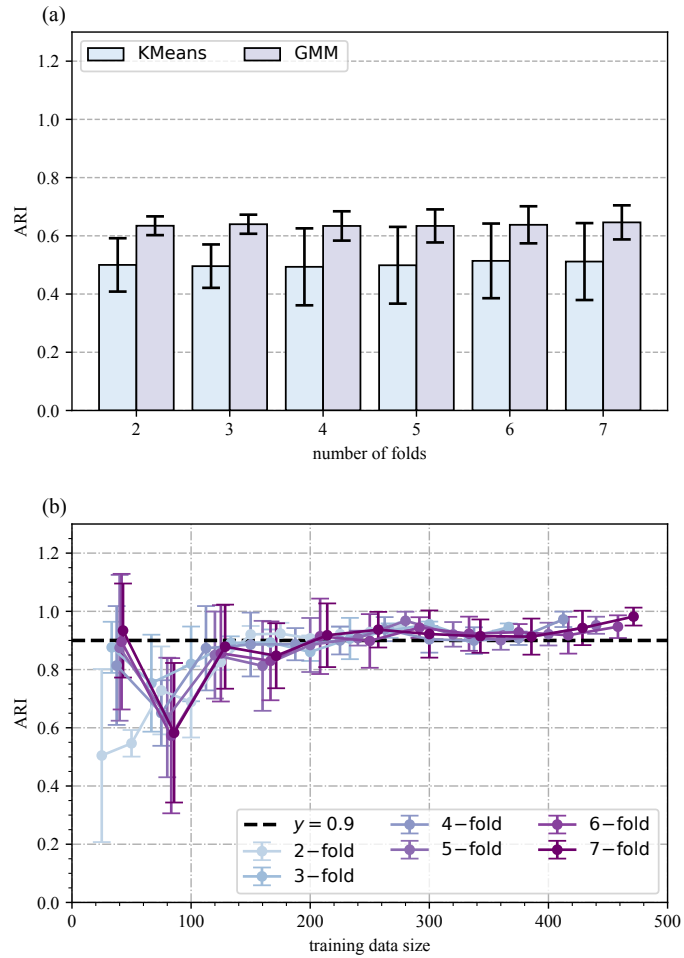 (a)
KMeans GMM
1.2
1.0
0.8
0.6
0.4
0.2
0.0
ARI
2 3 4 5 6 7
number of folds
(b)
1.2
1.0
0.8
0.6
0.4
0.2
0.0
ARI
y = 0.9
2−fold
3−fold
4−fold
5−fold
6−fold
7−fold
0 100 200 300 400 500
training data size